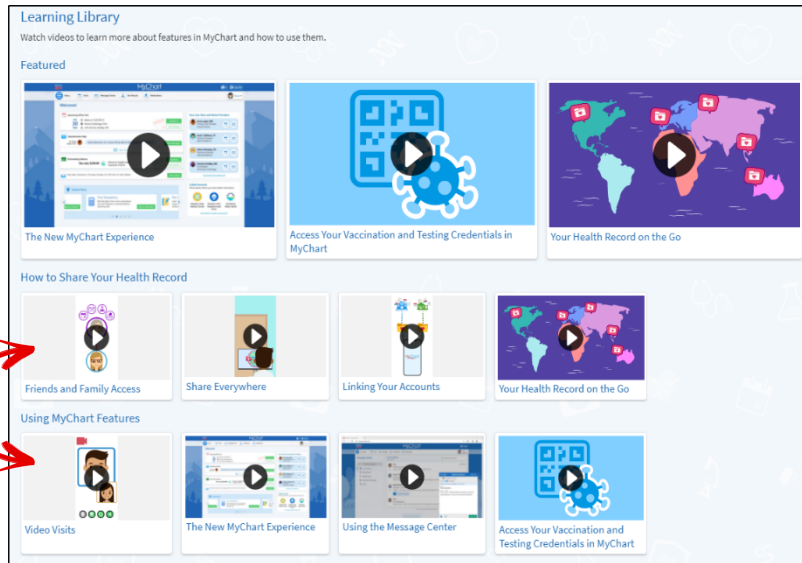 Learning Library
Watch videos to learn more about features in MyChart and how to use them.
Featured
MyChart
The New MyChart Experience
Access Your Vaccination and Testing Credentials in
MyChart
Your Health Record on the Go
How to Share Your Health Record
Friends and Family Access
Share Everywhere
Linking Your Accounts
Your Health Record on the Go
Using MyChart Features
Video Visits
The New MyChart Experience
Using the Message Center
Access Your Vaccination and
Testing Credentials in MyChart